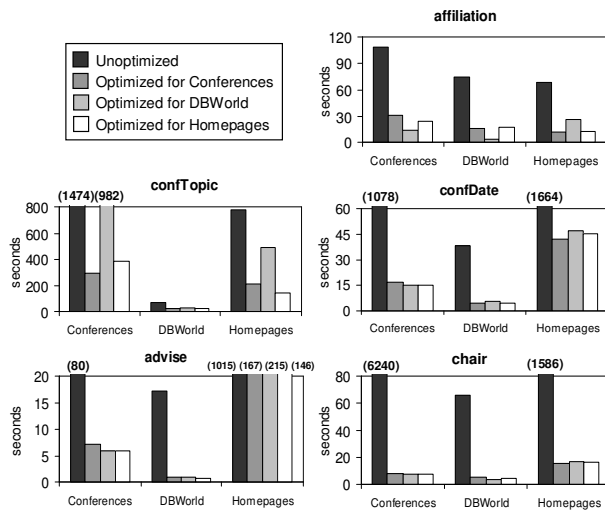 affiliation
Unoptimized
Optimized for Conferences
Optimized for DBWorld
Optimized for Homepages
seconds
120
90
60
30
0
Conferences DBWorld Homepages
confTopic
(1474)(982)
seconds
800
600
400
200
0
Conferences DBWorld Homepages
confDate
(1078) (1664)
seconds
60
45
30
15
0
Conferences DBWorld Homepages
advise
(80) (1015) (167) (215) (146)
seconds
20
15
10
5
0
Conferences DBWorld Homepages
chair
(6240) (1586)
seconds
80
60
40
20
0
Conferences DBWorld Homepages